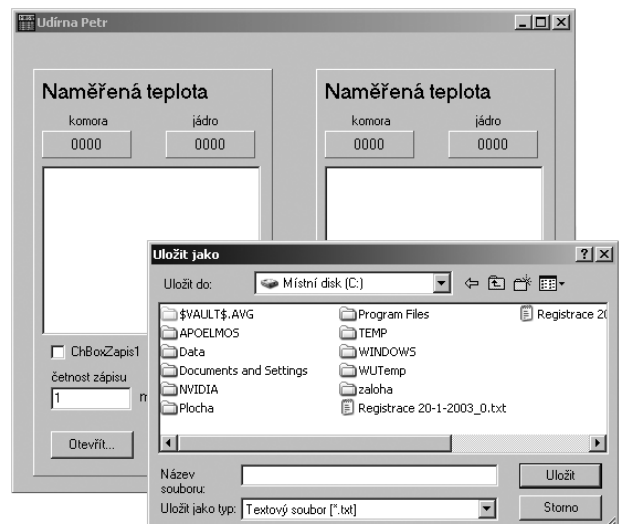 Udírna Petr
Naměřená teplota
Naměřená teplota
komora jádro
komora jádro
0000 0000
0000 0000
ChBoxZapis1
četnost zápisu
1
Otevřít...
Uložit jako
Uložit do: Místní disk (C:)
$VAULT$.AVG Program Files Registrace
APOELMOS TEMP
Data WINDOWS
Documents and Settings WUTemp
NVIDIA zaloha
Plocha Registrace 20-1-2003_0.txt
Název souboru:
Uložit
Uložit jako typ: Textový soubor [*.txt]
Storno